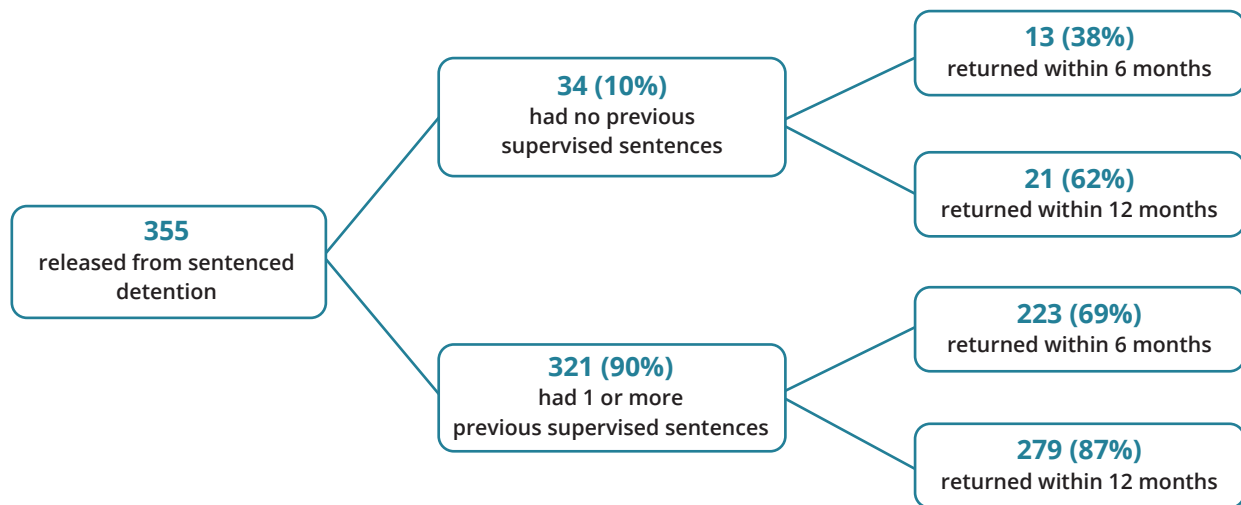 355
released from sentenced
detention
34 (10%)
had no previous
supervised sentences
321 (90%)
had 1 or more
previous supervised sentences
13 (38%)
returned within 6 months
21 (62%)
returned within 12 months
223 (69%)
returned within 6 months
279 (87%)
returned within 12 months